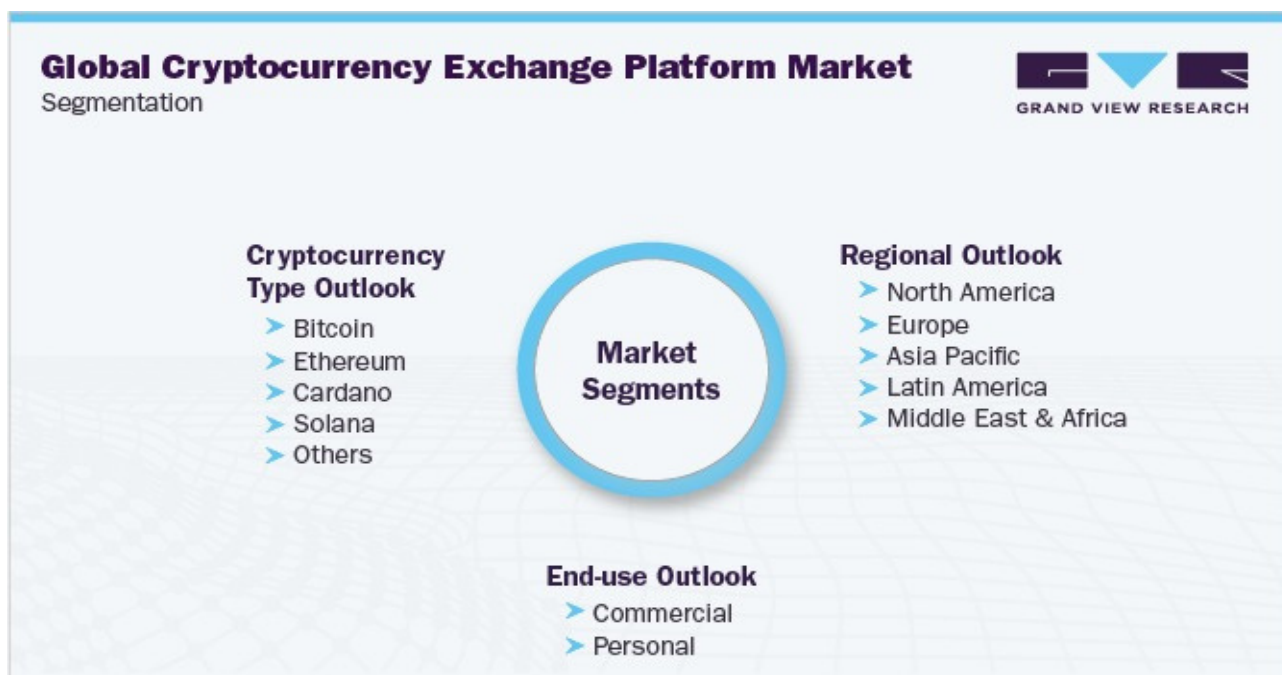 Global Cryptocurrency Exchange Platform Market
Segmentation
GRAND VIEW RESEARCH
Cryptocurrency
Type Outlook
Bitcoin
Ethereum
Cardano
Solana
Others
Market
Segments
Regional Outlook
North America
Europe
Asia Pacific
Latin America
Middle East & Africa
End-use Outlook
Commercial
Personal